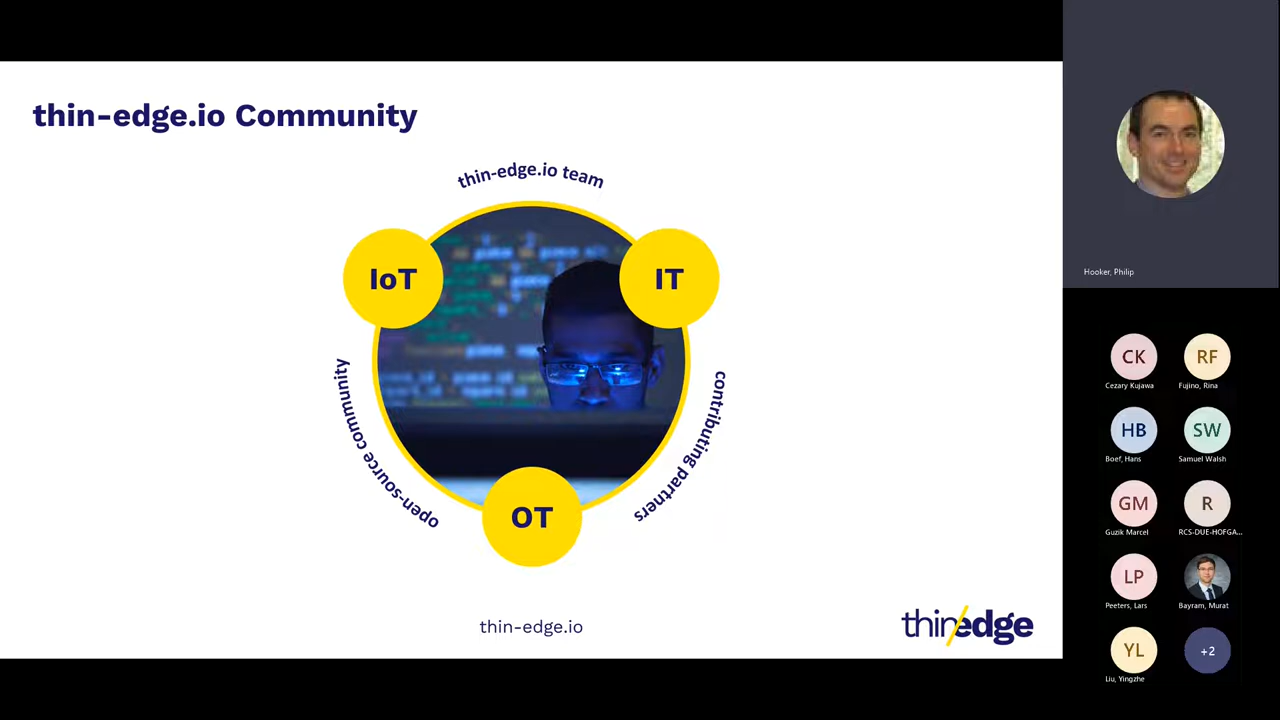 thin-edge.io Community
thin-edge.io team
IoT
IT
open-source community
contributing partners
OT
thin-edge.io
thin/edge
Hooker, Philip
CK
RF
Cezary Kujawa
Fujino, Rina
HB
SW
Boef, Hans
Samuel Walsh
GM
R
Guzik Marcel
RCS-DUE-HOFGA...
LP
Peeters, Lars
Bayram, Murat
YL
+2
Liu, Yingzhe